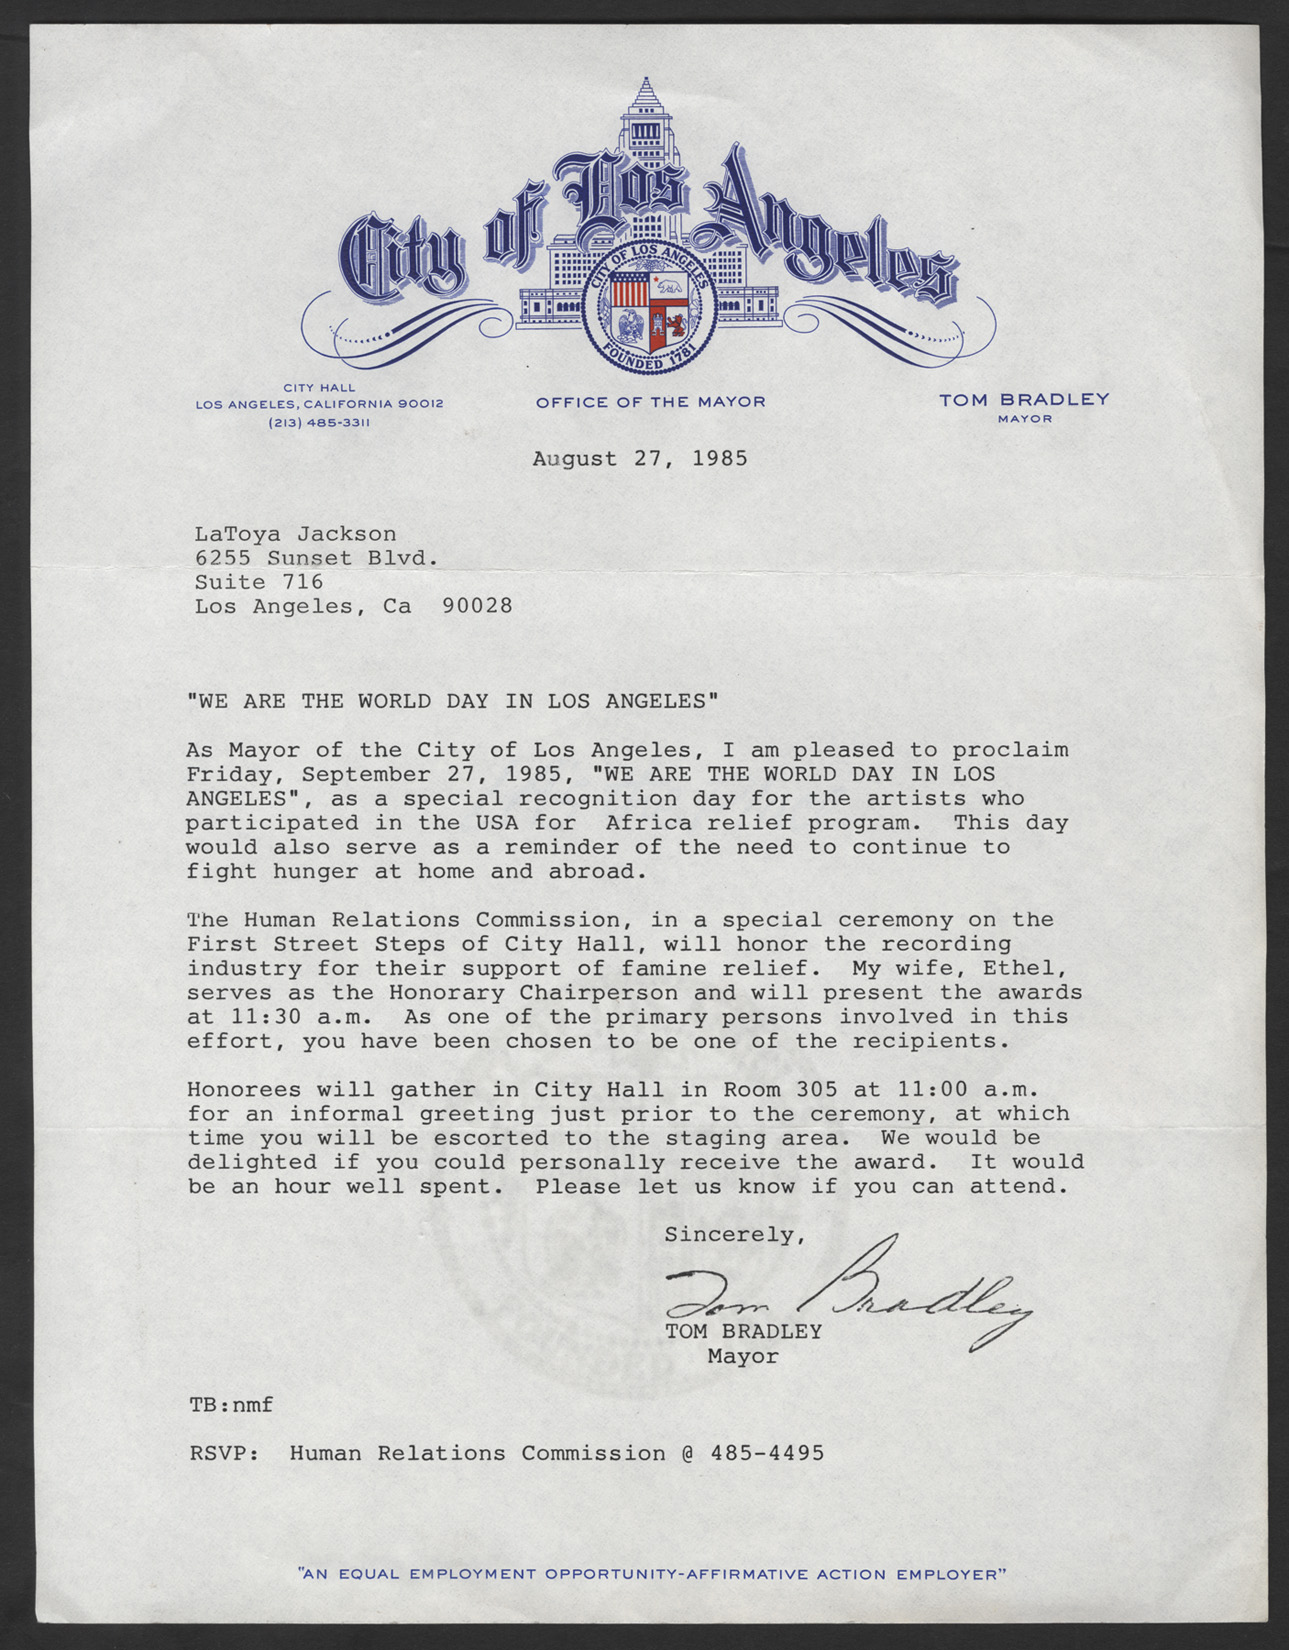 City of Los Angeles
CITY OF LOS ANGELES
FOUNDED 1781
CITY HALL
LOS ANGELES, CALIFORNIA 90012
(213) 485-3311
OFFICE OF THE MAYOR
TOM BRADLEY
MAYOR
August 27, 1985
LaToya Jackson
6255 Sunset Blvd.
Suite 716
Los Angeles, Ca  90028
"WE ARE THE WORLD DAY IN LOS ANGELES"
As Mayor of the City of Los Angeles, I am pleased to proclaim
Friday, September 27, 1985, "WE ARE THE WORLD DAY IN LOS
ANGELES", as a special recognition day for the artists who
participated in the USA for  Africa relief program.  This day
would also serve as a reminder of the need to continue to
fight hunger at home and abroad.
The Human Relations Commission, in a special ceremony on the
First Street Steps of City Hall, will honor the recording
industry for their support of famine relief.  My wife, Ethel,
serves as the Honorary Chairperson and will present the awards
at 11:30 a.m.  As one of the primary persons involved in this
effort, you have been chosen to be one of the recipients.
Honorees will gather in City Hall in Room 305 at 11:00 a.m.
for an informal greeting just prior to the ceremony, at which
time you will be escorted to the staging area.  We would be
delighted if you could personally receive the award.  It would
be an hour well spent.  Please let us know if you can attend.
Sincerely,
Tom Bradley
TOM BRADLEY
Mayor
TB:nmf
RSVP:  Human Relations Commission @ 485-4495
"AN EQUAL EMPLOYMENT OPPORTUNITY-AFFIRMATIVE ACTION EMPLOYER"